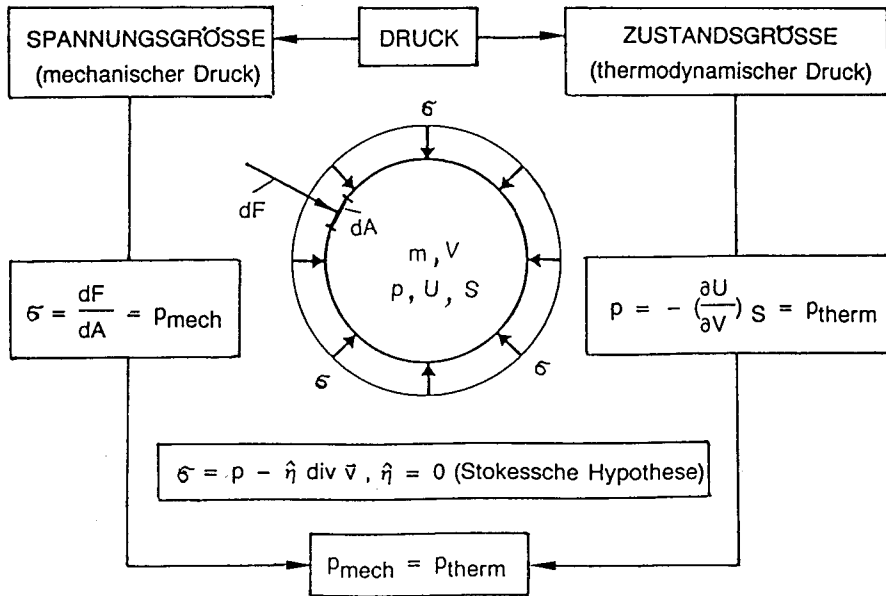 SPANNUNGSGRÖSSE
(mechanischer Druck)
DRUCK
ZUSTANDSGRÖSSE
(thermodynamischer Druck)
σ
dF
dA
m, V
p, U, S
σ = dF/dA = p_mech
p = - (∂U/∂V)_S = p_therm
σ
σ
σ = p - η̂ div v⃗, η̂ = 0 (Stokessche Hypothese)
p_mech = p_therm